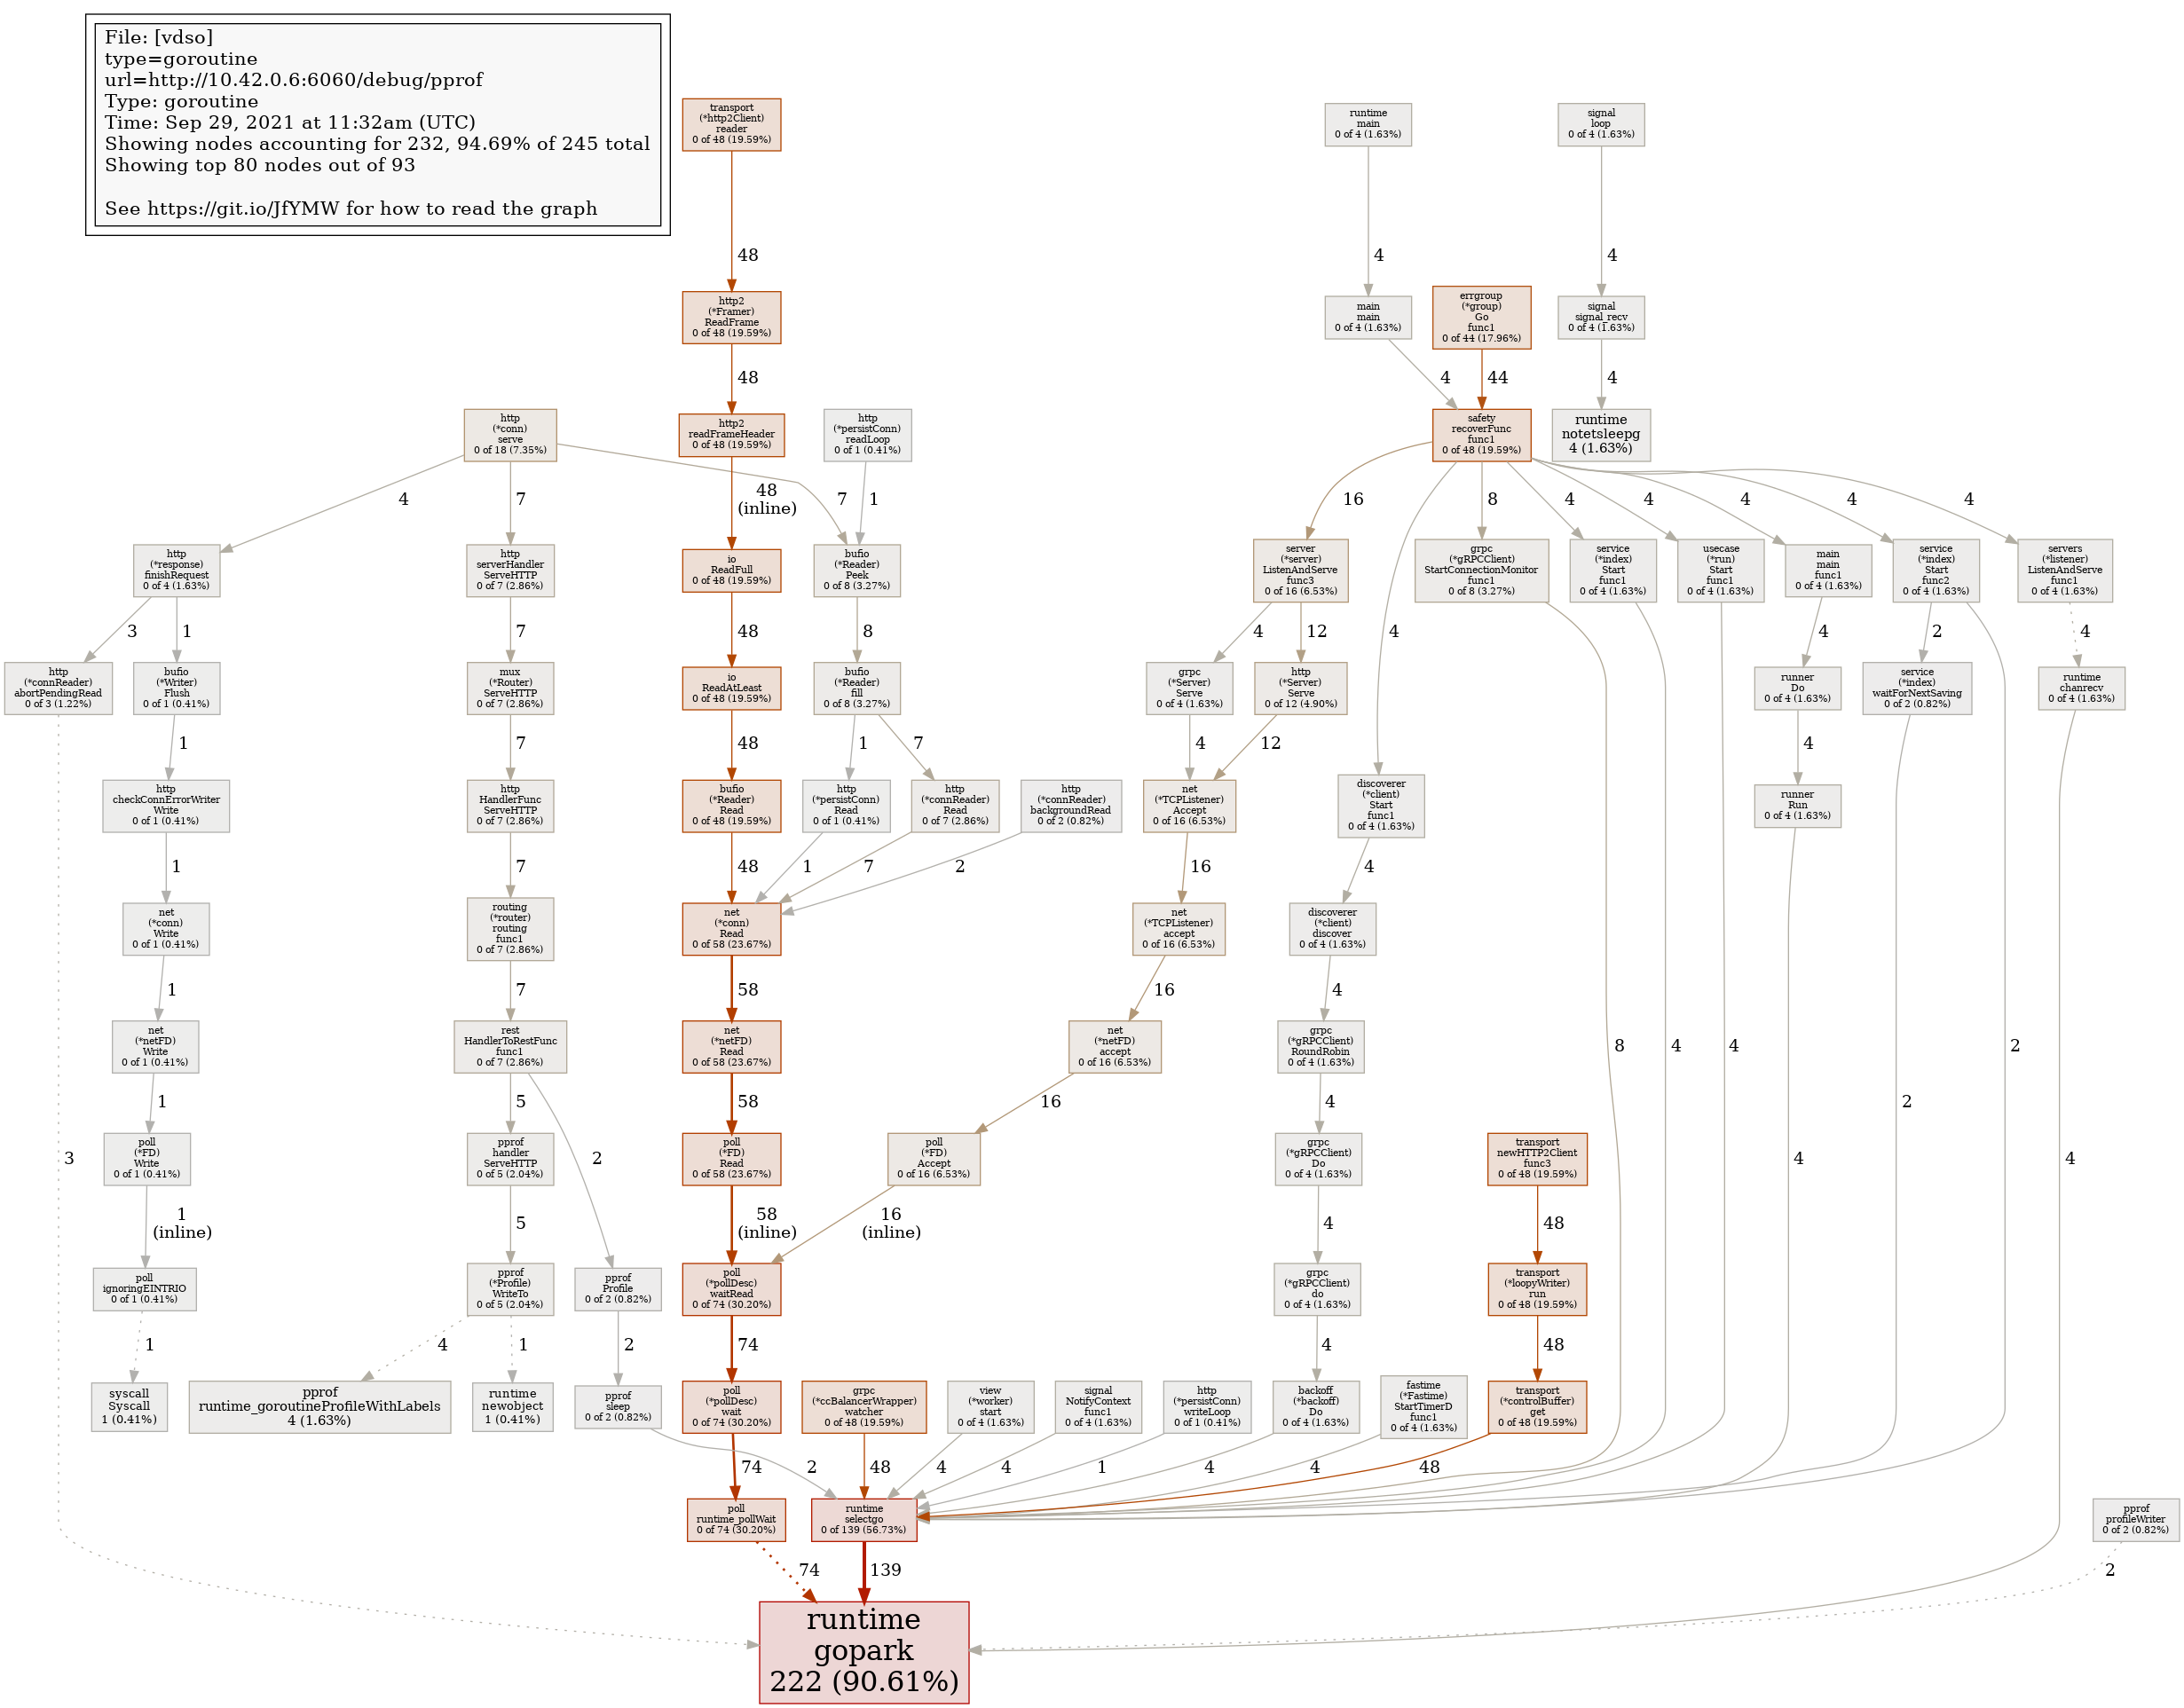 File: [vdso]
type=goroutine
url=http://10.42.0.6:6060/debug/pprof
Type: goroutine
Time: Sep 29, 2021 at 11:32am (UTC)
Showing nodes accounting for 232, 94.69% of 245 total
Showing top 80 nodes out of 93
See https://git.io/JfYMW for how to read the graph
transport
(*http2Client)
reader
0 of 48 (19.59%)
runtime
main
0 of 4 (1.63%)
signal
loop
0 of 4 (1.63%)
48
4
4
http2
(*Framer)
ReadFrame
0 of 48 (19.59%)
main
main
0 of 4 (1.63%)
errgroup
(*group)
Go
func1
0 of 44 (17.96%)
signal
signal_recv
0 of 4 (1.63%)
48
4
44
4
http
(*conn)
serve
0 of 18 (7.35%)
http2
readFrameHeader
0 of 48 (19.59%)
http
(*persistConn)
readLoop
0 of 1 (0.41%)
safety
recoverFunc
func1
0 of 48 (19.59%)
runtime
notetsleepg
4 (1.63%)
4
7
48
(inline)
7
1
16
4
8
4
4
4
4
4
http
(*response)
finishRequest
0 of 4 (1.63%)
http
serverHandler
ServeHTTP
0 of 7 (2.86%)
io
ReadFull
0 of 48 (19.59%)
bufio
(*Reader)
Peek
0 of 8 (3.27%)
server
(*server)
ListenAndServe
func3
0 of 16 (6.53%)
grpc
(*gRPCClient)
StartConnectionMonitor
func1
0 of 8 (3.27%)
service
(*index)
Start
func1
0 of 4 (1.63%)
usecase
(*run)
Start
func1
0 of 4 (1.63%)
main
main
func1
0 of 4 (1.63%)
service
(*index)
Start
func2
0 of 4 (1.63%)
servers
(*listener)
ListenAndServe
func1
0 of 4 (1.63%)
3
1
7
48
8
4
12
4
2
4
http
(*connReader)
abortPendingRead
0 of 3 (1.22%)
bufio
(*Writer)
Flush
0 of 1 (0.41%)
mux
(*Router)
ServeHTTP
0 of 7 (2.86%)
io
ReadAtLeast
0 of 48 (19.59%)
bufio
(*Reader)
fill
0 of 8 (3.27%)
grpc
(*Server)
Serve
0 of 4 (1.63%)
http
(*Server)
Serve
0 of 12 (4.90%)
runner
Do
0 of 4 (1.63%)
service
(*index)
waitForNextSaving
0 of 2 (0.82%)
runtime
chanrecv
0 of 4 (1.63%)
1
7
48
1
7
4
12
4
http
checkConnErrorWriter
Write
0 of 1 (0.41%)
http
HandlerFunc
ServeHTTP
0 of 7 (2.86%)
bufio
(*Reader)
Read
0 of 48 (19.59%)
http
(*persistConn)
Read
0 of 1 (0.41%)
http
(*connReader)
Read
0 of 7 (2.86%)
http
(*connReader)
backgroundRead
0 of 2 (0.82%)
net
(*TCPListener)
Accept
0 of 16 (6.53%)
discoverer
(*client)
Start
func1
0 of 4 (1.63%)
runner
Run
0 of 4 (1.63%)
1
7
48
1
7
2
16
4
net
(*conn)
Write
0 of 1 (0.41%)
routing
(*router)
routing
func1
0 of 7 (2.86%)
net
(*conn)
Read
0 of 58 (23.67%)
net
(*TCPListener)
accept
0 of 16 (6.53%)
discoverer
(*client)
discover
0 of 4 (1.63%)
1
7
58
16
4
net
(*netFD)
Write
0 of 1 (0.41%)
rest
HandlerToRestFunc
func1
0 of 7 (2.86%)
net
(*netFD)
Read
0 of 58 (23.67%)
net
(*netFD)
accept
0 of 16 (6.53%)
grpc
(*gRPCClient)
RoundRobin
0 of 4 (1.63%)
8
4
4
2
1
5
58
16
4
poll
(*FD)
Write
0 of 1 (0.41%)
pprof
handler
ServeHTTP
0 of 5 (2.04%)
poll
(*FD)
Read
0 of 58 (23.67%)
poll
(*FD)
Accept
0 of 16 (6.53%)
grpc
(*gRPCClient)
Do
0 of 4 (1.63%)
transport
newHTTP2Client
func3
0 of 48 (19.59%)
3
2
4
2
4
1
(inline)
5
58
(inline)
16
(inline)
4
48
poll
ignoringEINTRIO
0 of 1 (0.41%)
pprof
(*Profile)
WriteTo
0 of 5 (2.04%)
pprof
Profile
0 of 2 (0.82%)
poll
(*pollDesc)
waitRead
0 of 74 (30.20%)
grpc
(*gRPCClient)
do
0 of 4 (1.63%)
transport
(*loopyWriter)
run
0 of 48 (19.59%)
1
4
1
2
74
4
48
syscall
Syscall
1 (0.41%)
pprof
runtime_goroutineProfileWithLabels
4 (1.63%)
runtime
newobject
1 (0.41%)
pprof
sleep
0 of 2 (0.82%)
poll
(*pollDesc)
wait
0 of 74 (30.20%)
grpc
(*ccBalancerWrapper)
watcher
0 of 48 (19.59%)
view
(*worker)
start
0 of 4 (1.63%)
signal
NotifyContext
func1
0 of 4 (1.63%)
http
(*persistConn)
writeLoop
0 of 1 (0.41%)
backoff
(*backoff)
Do
0 of 4 (1.63%)
fastime
(*Fastime)
StartTimerD
func1
0 of 4 (1.63%)
transport
(*controlBuffer)
get
0 of 48 (19.59%)
74
2
48
4
4
1
4
4
48
poll
runtime_pollWait
0 of 74 (30.20%)
runtime
selectgo
0 of 139 (56.73%)
pprof
profileWriter
0 of 2 (0.82%)
74
139
2
runtime
gopark
222 (90.61%)